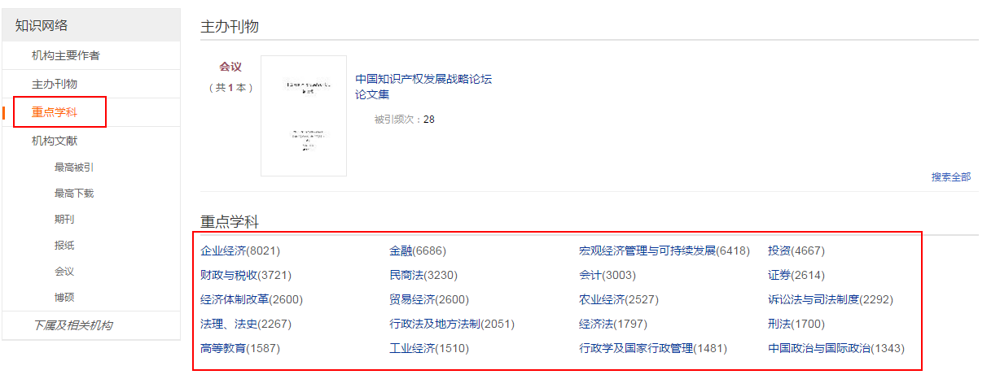 知识网络
机构主要作者
主办刊物
重点学科
机构文献
最高被引
最高下载
期刊
报纸
会议
博硕
下属及相关机构
主办刊物
会议
（共1本）
中国知识产权发展战略论坛
论文集
被引频次：28
搜索全部
重点学科
企业经济(8021) 金融(6686) 宏观经济管理与可持续发展(6418) 投资(4667)
财政与税收(3721) 民商法(3230) 会计(3003) 证券(2614)
经济体制改革(2600) 贸易经济(2600) 农业经济(2527) 诉讼法与司法制度(2292)
法理、法史(2267) 行政法及地方法制(2051) 经济法(1797) 刑法(1700)
高等教育(1587) 工业经济(1510) 行政学及国家行政管理(1481) 中国政治与国际政治(1343)